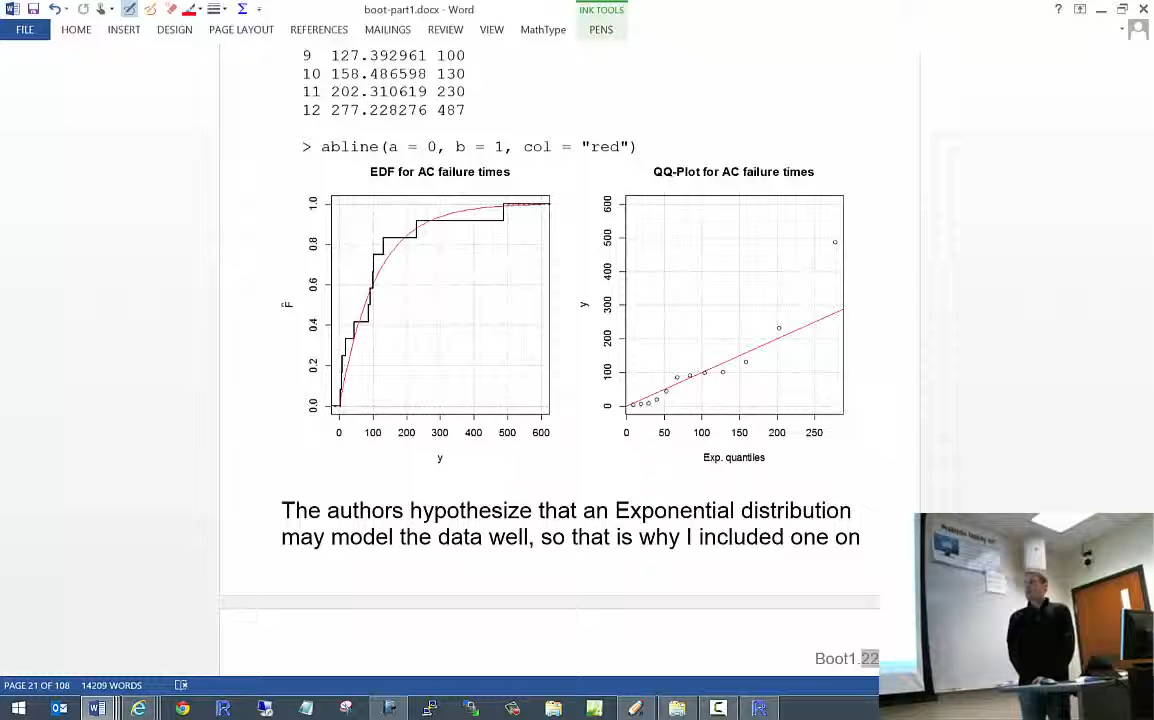 boot-part1.docx - Word
INK TOOLS
FILE HOME INSERT DESIGN PAGE LAYOUT REFERENCES MAILINGS REVIEW VIEW MathType PENS
9 127.392961 100
10 158.486598 130
11 202.310619 230
12 277.228276 487
> abline(a = 0, b = 1, col = "red")
EDF for AC failure times
0.0 0.2 0.4 0.6 0.8 1.0
F̂
0 100 200 300 400 500 600
y
QQ-Plot for AC failure times
0 100 200 300 400 500 600
y
0 50 100 150 200 250
Exp. quantiles
The authors hypothesize that an Exponential distribution
may model the data well, so that is why I included one on
Boot1.22
PAGE 21 OF 108 14209 WORDS